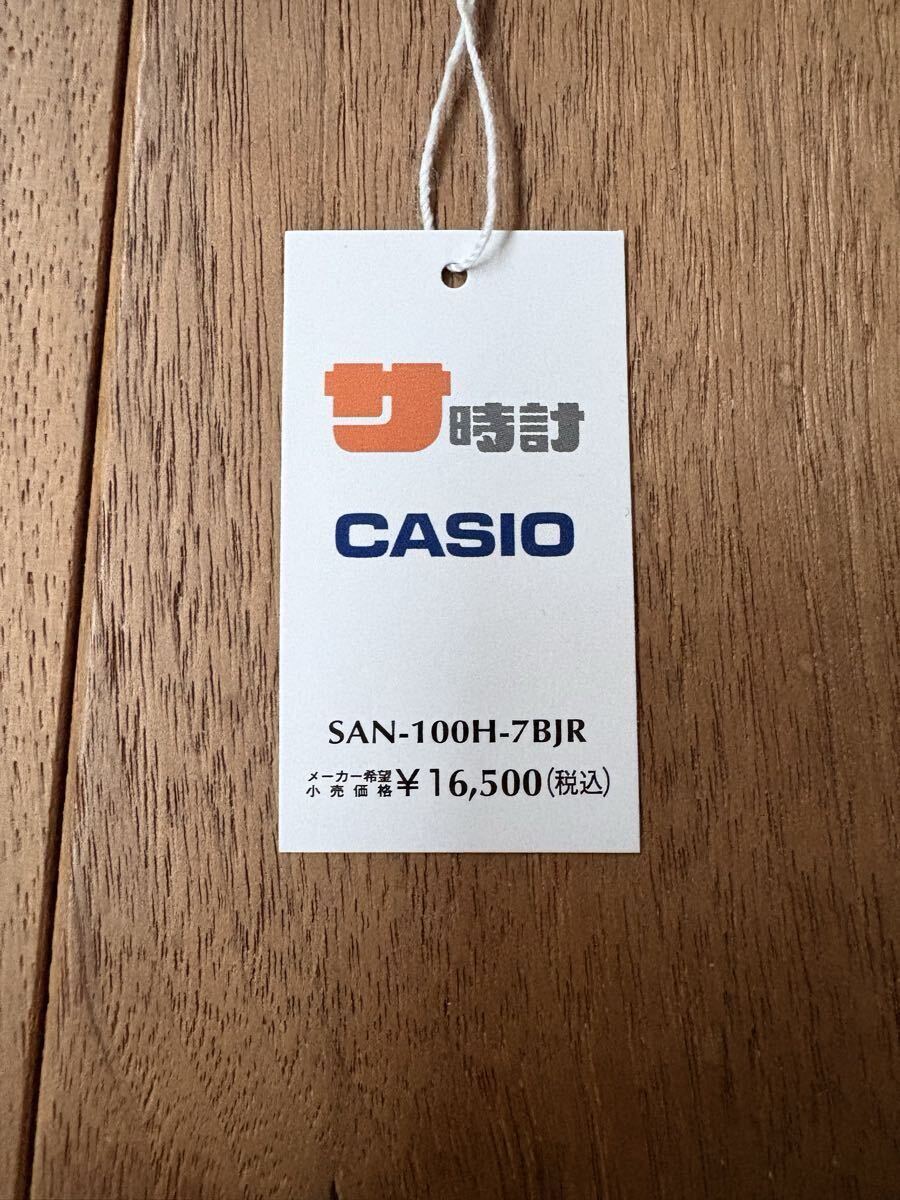 サ時計
CASIO
SAN-100H-7BJR
メーカー希望
小売価格 ¥16,500(税込)